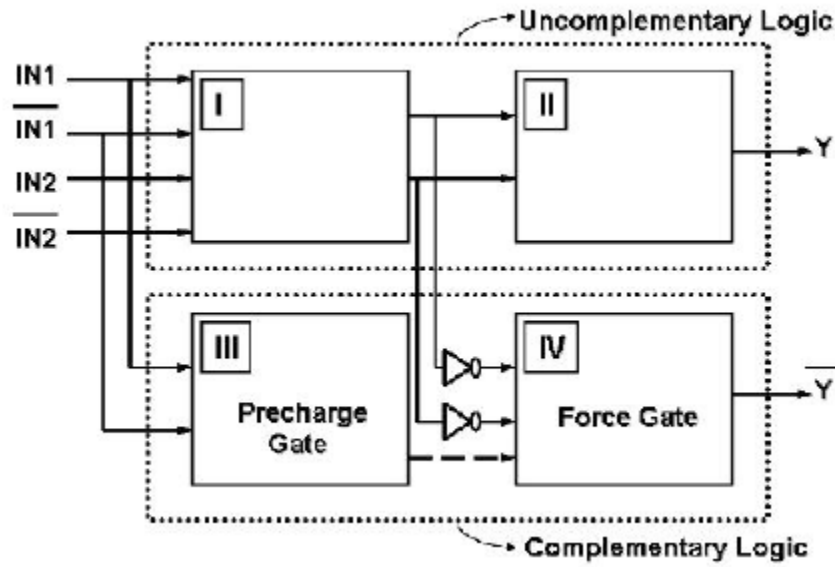 Uncomplementary Logic
IN1
I
II
IN1
Y
IN2
IN2
III
IV
Precharge
Gate
Force Gate
Y
Complementary Logic